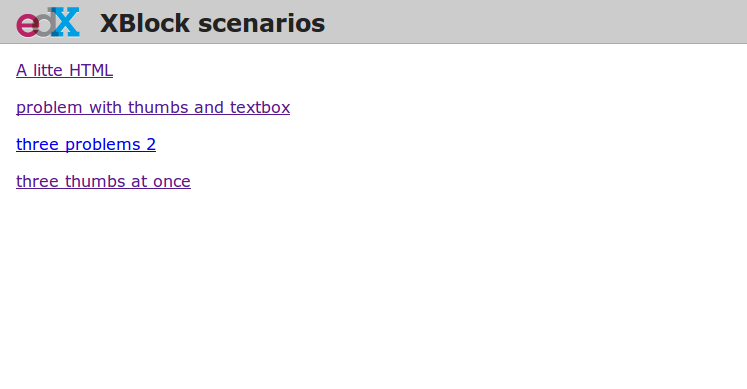 edX XBlock scenarios
A litte HTML
problem with thumbs and textbox
three problems 2
three thumbs at once